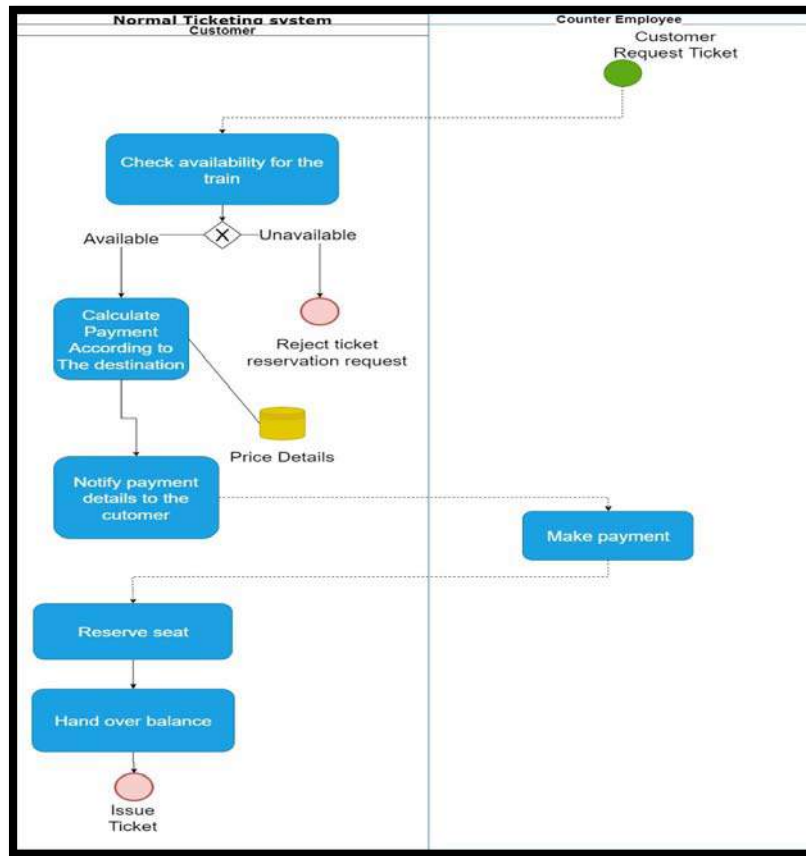 Normal Ticketing system
Customer
Counter Employee
Customer
Request Ticket
Check availability for the
train
Available
Unavailable
Calculate
Payment
According to
The destination
Reject ticket
reservation request
Price Details
Notify payment
details to the
cutomer
Make payment
Reserve seat
Hand over balance
Issue
Ticket